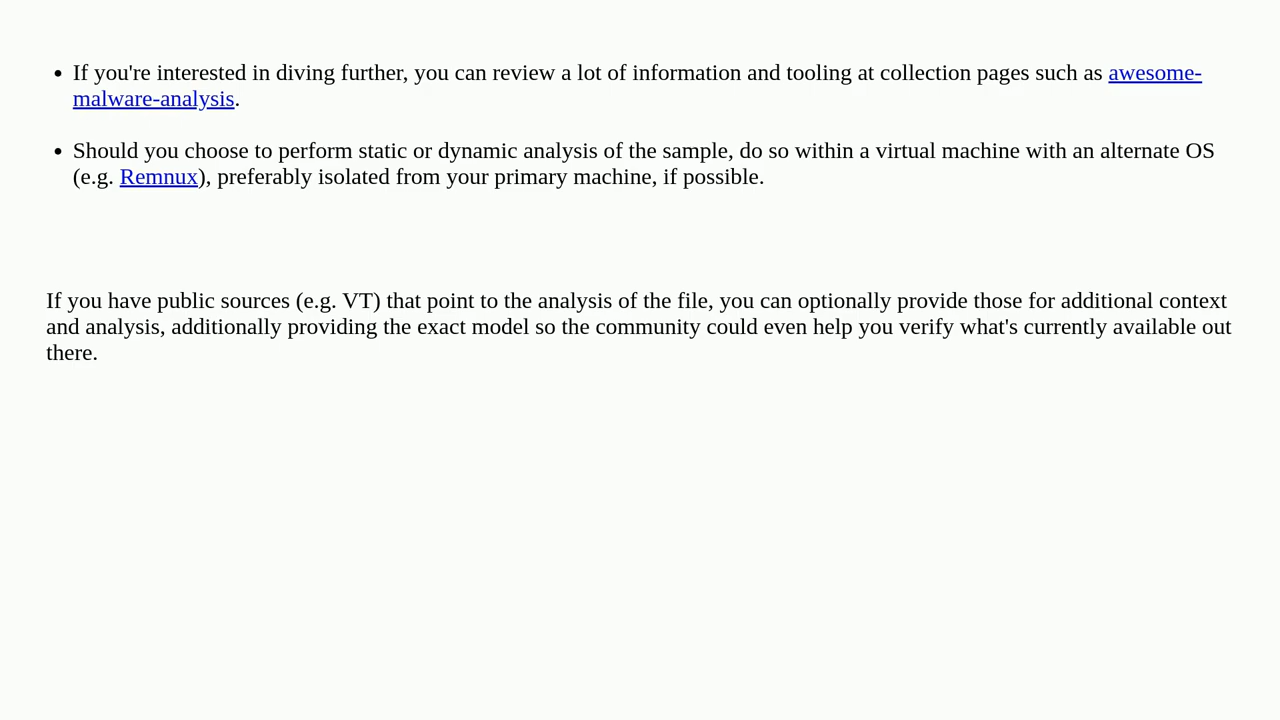 If you're interested in diving further, you can review a lot of information and tooling at collection pages such as awesome-
malware-analysis.
Should you choose to perform static or dynamic analysis of the sample, do so within a virtual machine with an alternate OS
(e.g. Remnux), preferably isolated from your primary machine, if possible.
If you have public sources (e.g. VT) that point to the analysis of the file, you can optionally provide those for additional context
and analysis, additionally providing the exact model so the community could even help you verify what's currently available out
there.